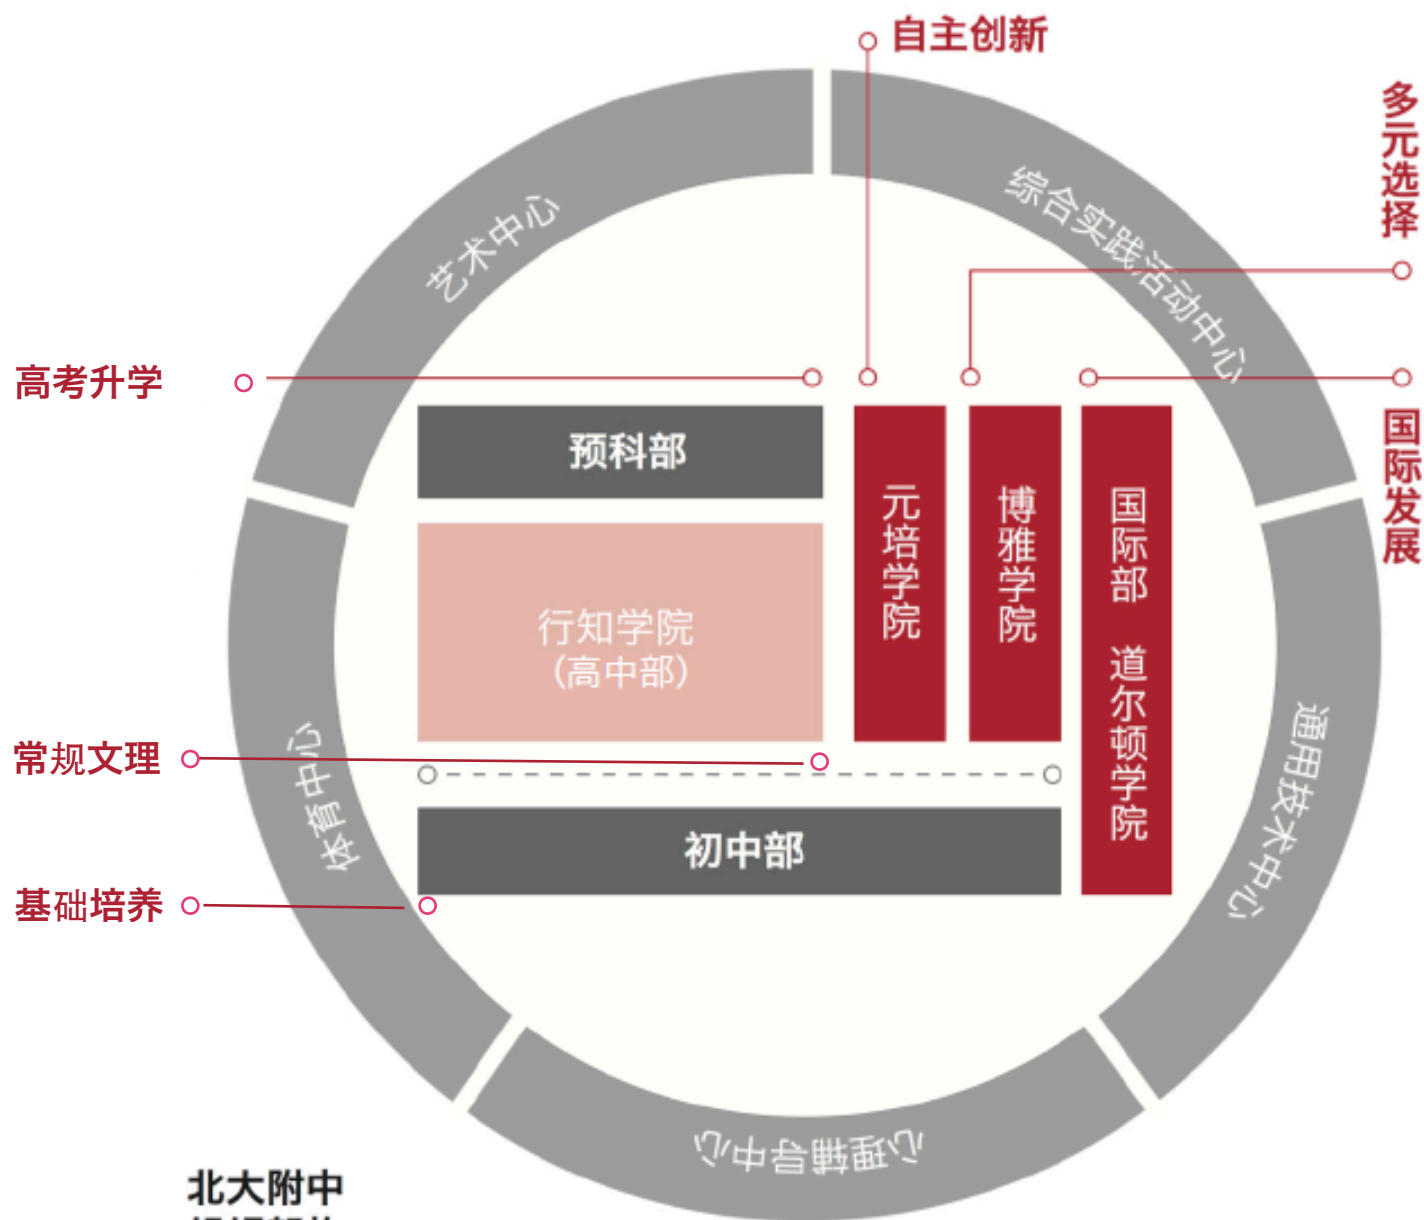 自主创新
多元选择
综合实践活动中心
艺术中心
高考升学
国际发展
预科部
元培学院
博雅学院
国际部 道尔顿学院
行知学院
（高中部）
常规文理
体育中心
通用技术中心
初中部
基础培养
心理辅导中心
北大附中